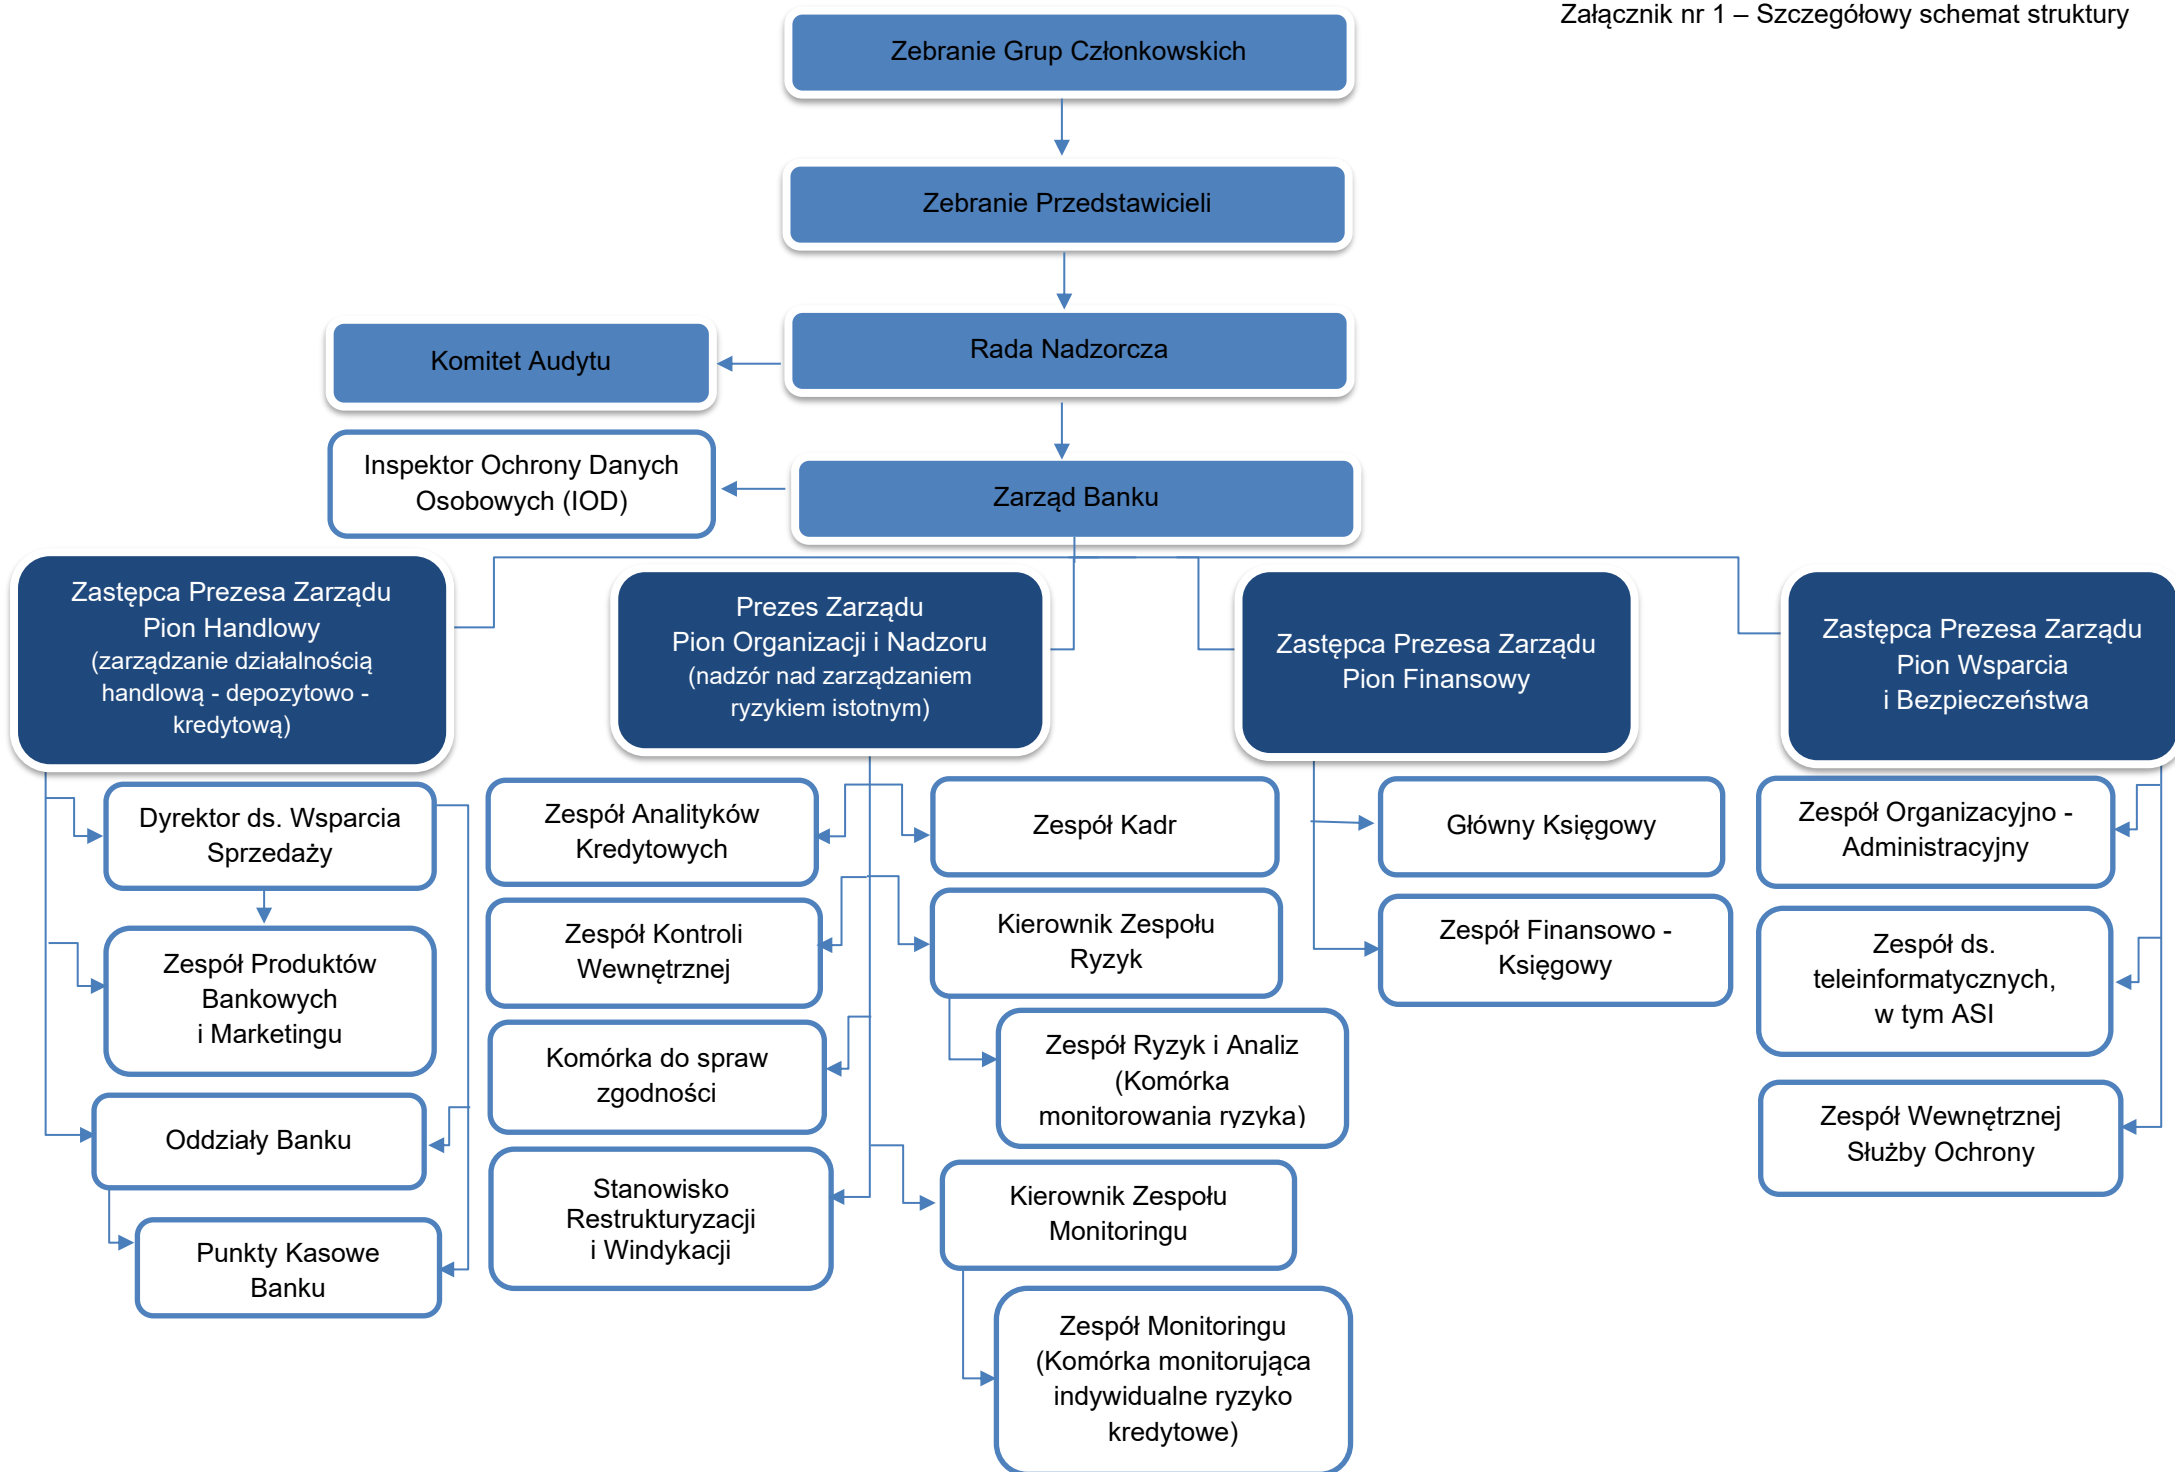 Załącznik nr 1 – Szczegółowy schemat struktury
Zebranie Grup Członkowskich
Zebranie Przedstawicieli
Rada Nadzorcza
Komitet Audytu
Inspektor Ochrony Danych
Osobowych (IOD)
Zarząd Banku
Zastępca Prezesa Zarządu
Pion Handlowy
(zarządzanie działalnością
handlową - depozytowo -
kredytową)
Prezes Zarządu
Pion Organizacji i Nadzoru
(nadzór nad zarządzaniem
ryzykiem istotnym)
Zastępca Prezesa Zarządu
Pion Finansowy
Zastępca Prezesa Zarządu
Pion Wsparcia
i Bezpieczeństwa
Dyrektor ds. Wsparcia
Sprzedaży
Zespół Produktów
Bankowych
i Marketingu
Oddziały Banku
Punkty Kasowe
Banku
Zespół Analityków
Kredytowych
Zespół Kontroli
Wewnętrznej
Komórka do spraw
zgodności
Stanowisko
Restrukturyzacji
i Windykacji
Zespół Kadr
Kierownik Zespołu
Ryzyk
Zespół Ryzyk i Analiz
(Komórka
monitorowania ryzyka)
Kierownik Zespołu
Monitoringu
Zespół Monitoringu
(Komórka monitorująca
indywidualne ryzyko
kredytowe)
Główny Księgowy
Zespół Finansowo -
Księgowy
Zespół Organizacyjno -
Administracyjny
Zespół ds.
teleinformatycznych,
w tym ASI
Zespół Wewnętrznej
Służby Ochrony